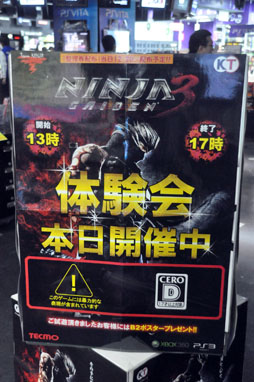 PS VITA
KT
NINJA
GAIDEN 3
開始
13時
終了
17時
体験会
本日開催中
!
このゲームには暴力的な
表現が含まれています
CERO
D
ご試遊頂きましたお客様にはB2ポスタープレゼント!!
TECMO
XBOX360
PS3